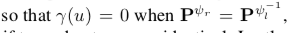 so that γ(u) = 0 when P^{ψ_r} = P^{ψ_l^{-1}},